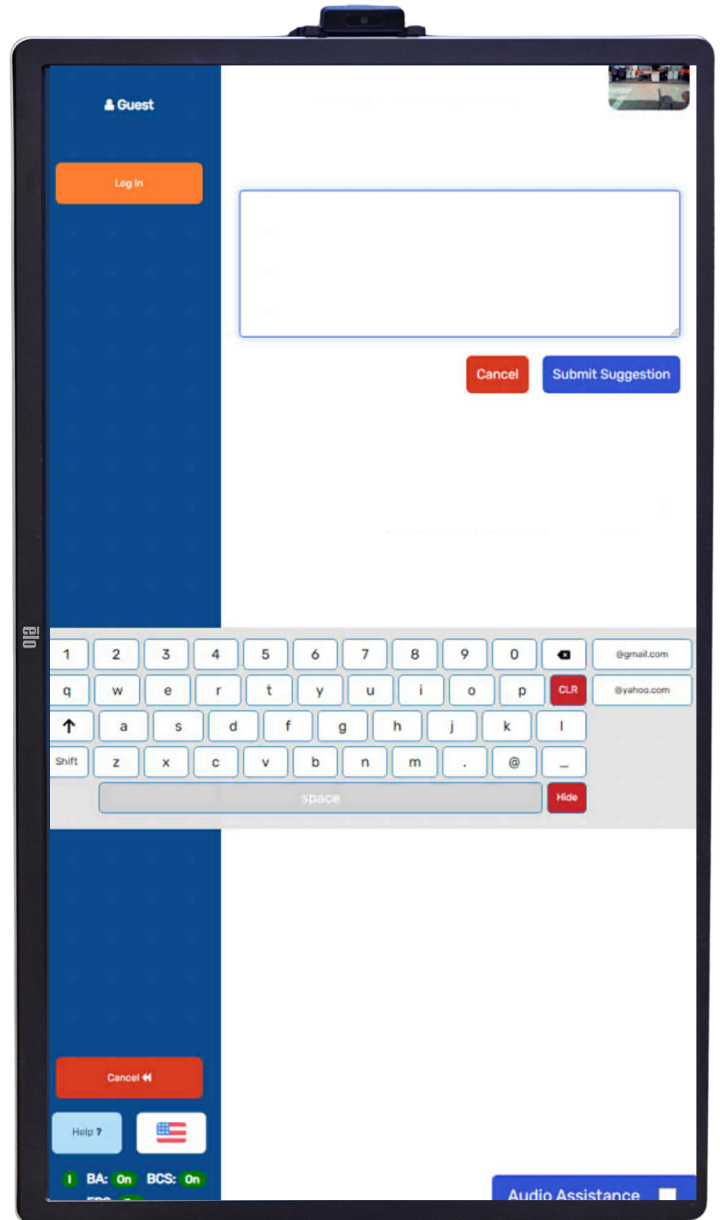 Guest
Log In
Cancel
Submit Suggestion
elo
1 2 3 4 5 6 7 8 9 0 @gmail.com
q w e r t y u i o p CLR @yahoo.com
a s d f g h j k l
Shift z x c v b n m . @ _
space Hide
Cancel
Help ?
I BA: On BCS: On
Audio Assistance